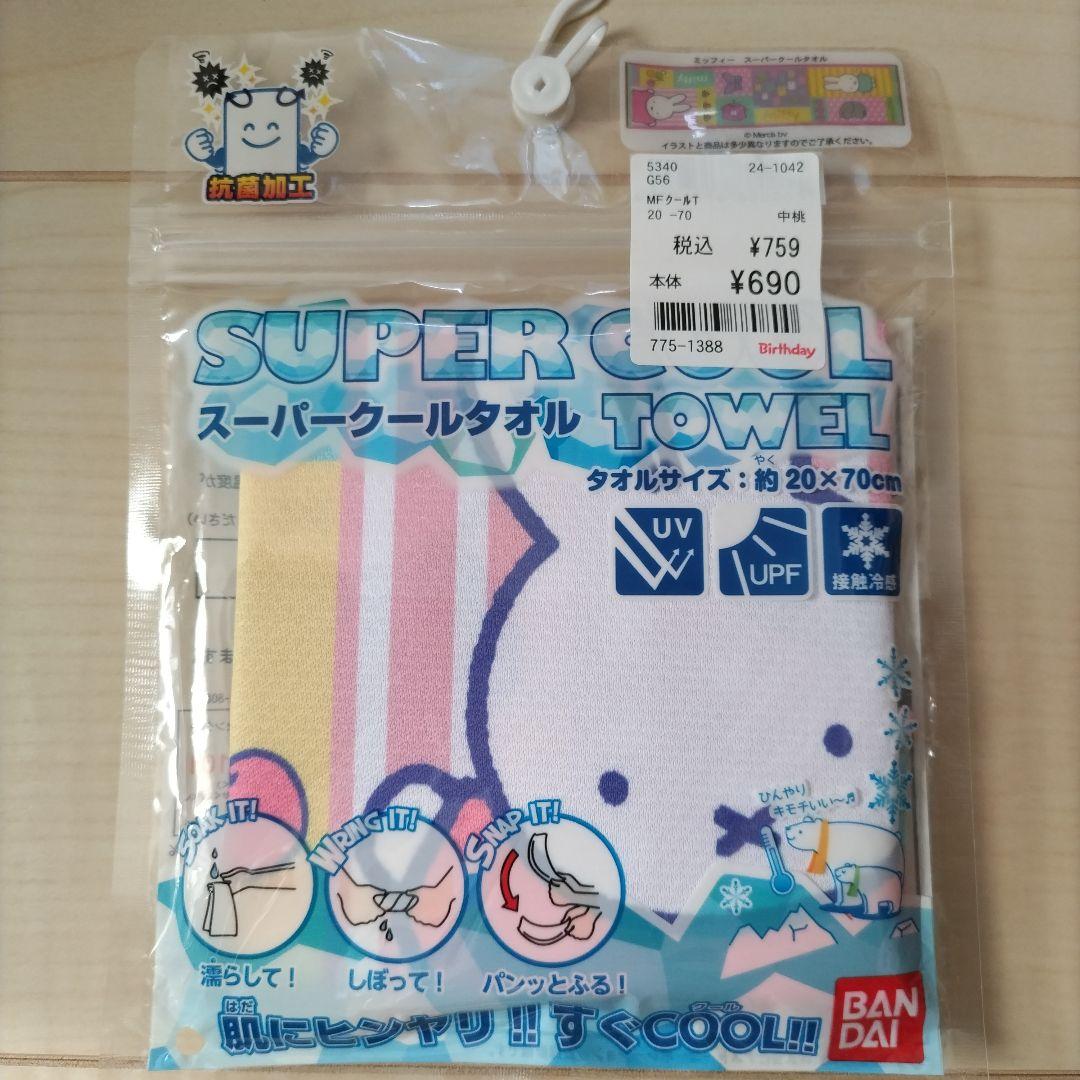 抗菌加工
ミッフィー スーパークールタオル
miffy
© Mercis bv
イラストと商品は多少異なりますのでご了承ください。
5340 24-1042
G56
MFクールT
20 -70 中桃
税込 ¥759
本体 ¥690
775-1388 Birthday
SUPER COOL
スーパークールタオル TOWEL
やく
タオルサイズ：約 20×70cm
UV
UPF
接触冷感
ひんやり
キモチいい〜♬
SOAK IT!
WRING IT!
SNAP IT!
濡らして！
しぼって！
パンッとふる！
はだ クール
肌にヒンヤリ!!すぐCOOL!!
BAN
DAI